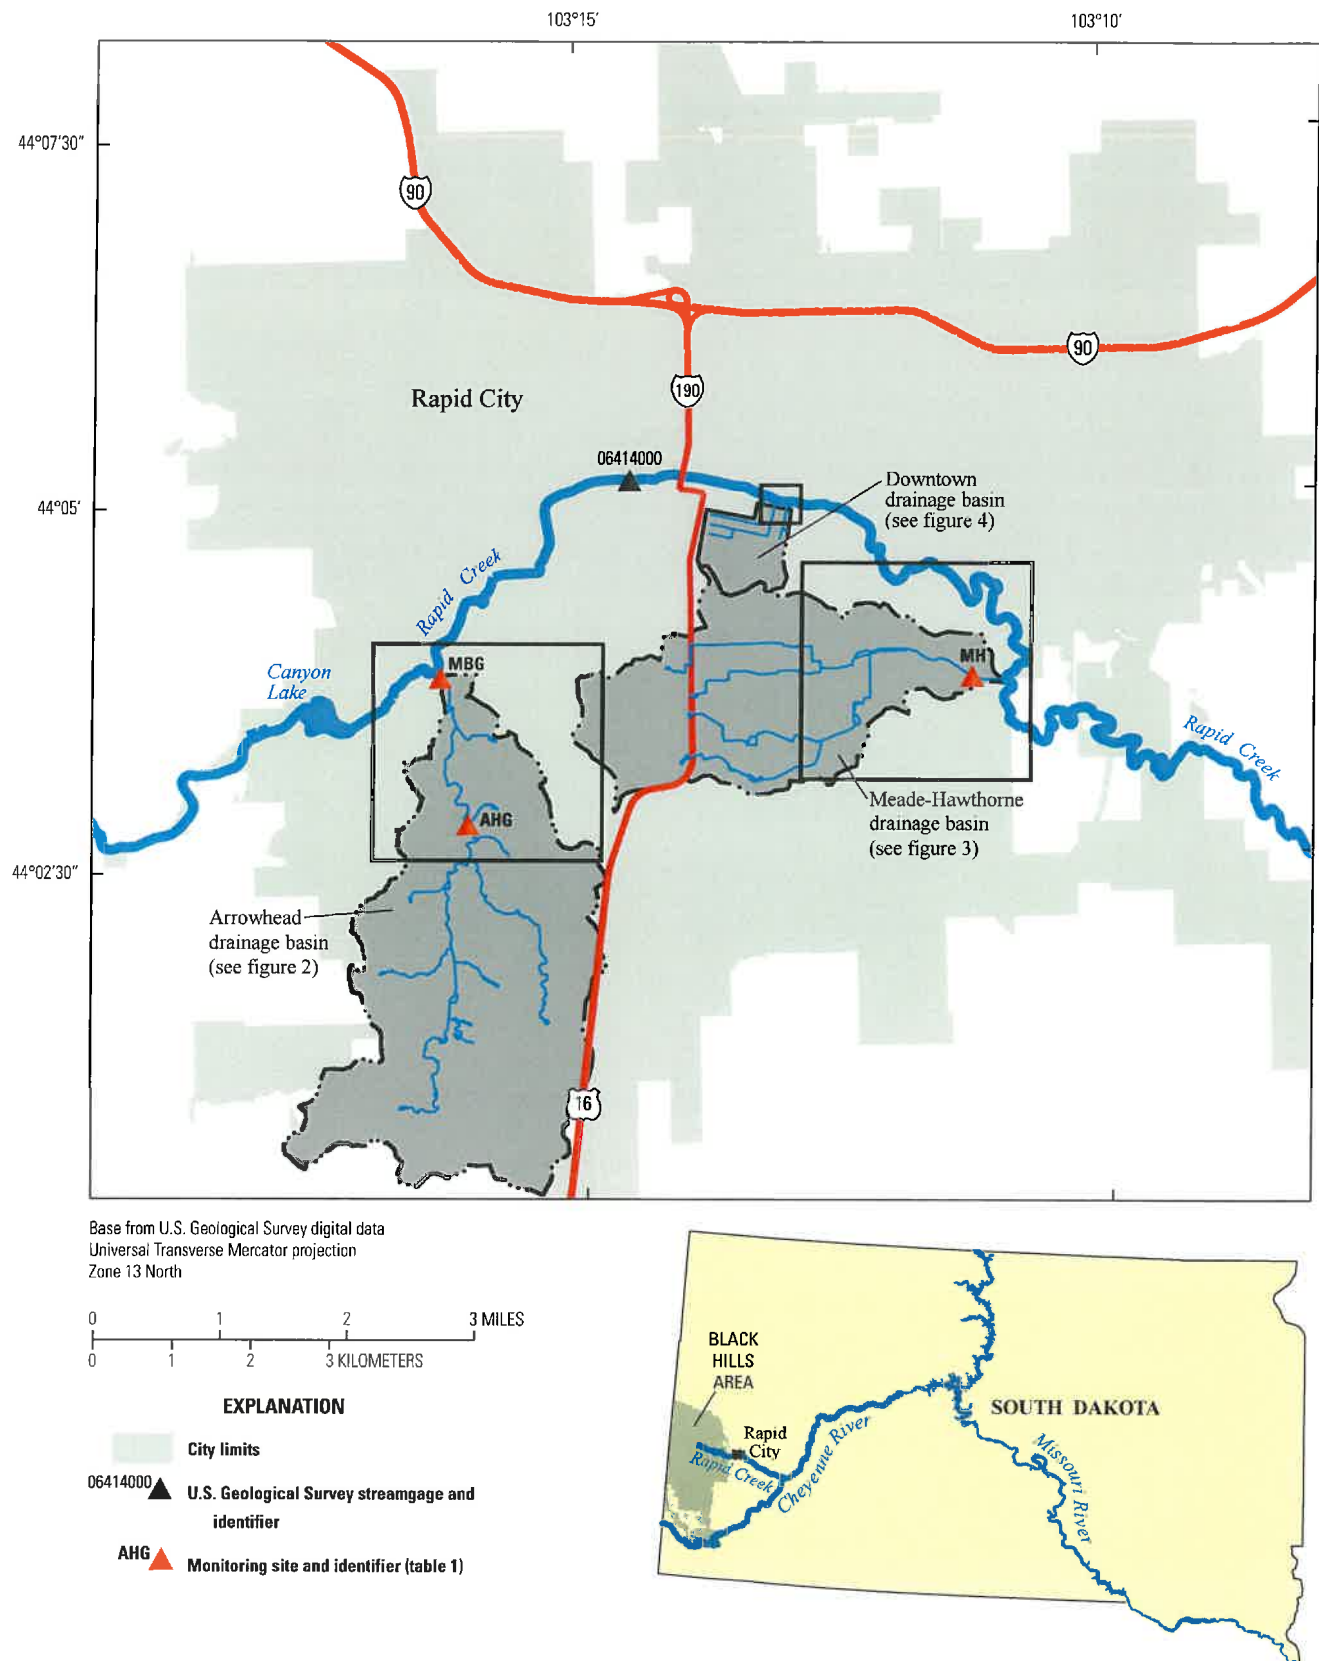 103°15'
103°10'
44°07'30"
90
90
190
Rapid City
06414000
Downtown
drainage basin
(see figure 4)
44°05'
Rapid Creek
Canyon
Lake
MBG
MH
Rapid Creek
AHG
Meade-Hawthorne
drainage basin
(see figure 3)
44°02'30"
Arrowhead
drainage basin
(see figure 2)
16
Base from U.S. Geological Survey digital data
Universal Transverse Mercator projection
Zone 13 North
0 1 2 3 MILES
0 1 2 3 KILOMETERS
EXPLANATION
City limits
06414000 U.S. Geological Survey streamgage and
identifier
AHG Monitoring site and identifier (table 1)
BLACK
HILLS
AREA
Rapid
City
Rapid Creek
Cheyenne River
SOUTH DAKOTA
Missouri River